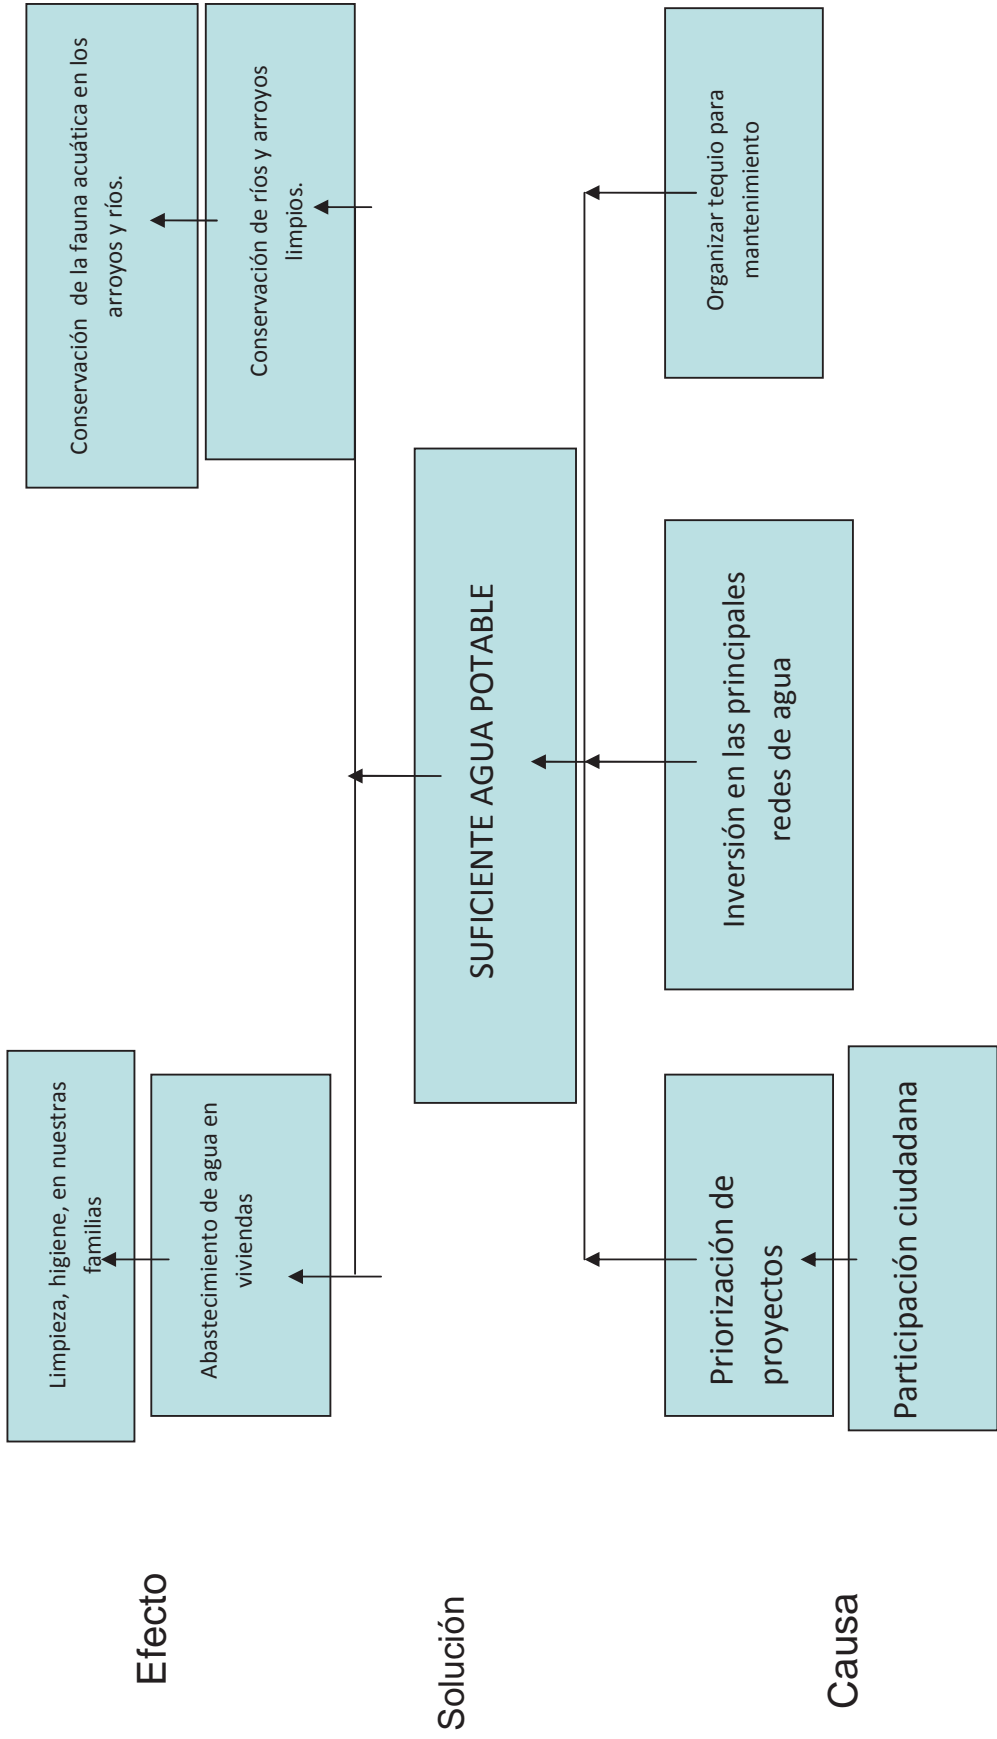 Efecto
Limpieza, higiene, en nuestras
familias
Conservación de la fauna acuática en los
arroyos y ríos.
Abastecimiento de agua en
viviendas
Conservación de ríos y arroyos
limpios.
Solución
SUFICIENTE AGUA POTABLE
Causa
Priorización de
proyectos
Inversión en las principales
redes de agua
Organizar tequio para
mantenimiento
Participación ciudadana